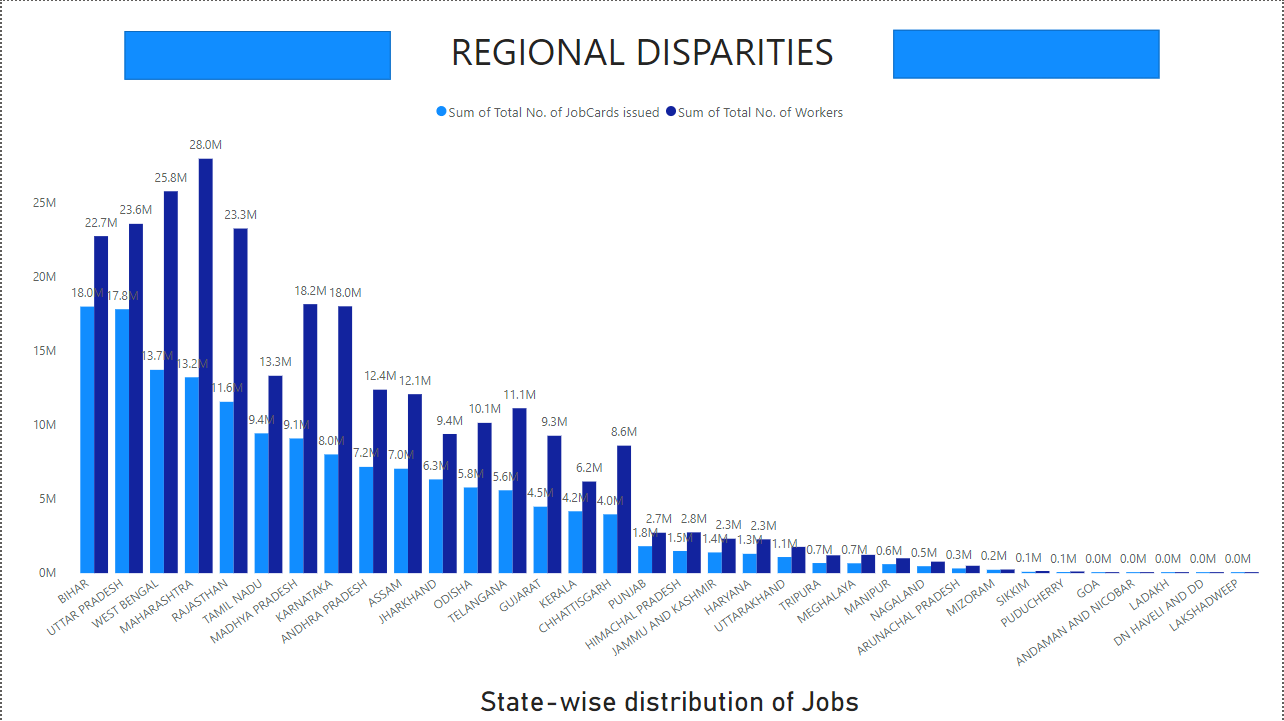 REGIONAL DISPARITIES
Sum of Total No. of JobCards issued Sum of Total No. of Workers
28.0M
25.8M
23.6M
23.3M
22.7M
25M
20M
15M
10M
5M
0M
18.0M 17.8M
18.2M 18.0M
13.7M 13.2M
11.6M
13.3M
12.4M 12.1M
11.1M
10.1M
9.4M 9.1M
9.4M
9.3M
8.6M
8.0M
7.2M 7.0M
6.3M
5.8M 5.6M
6.2M
4.5M 4.2M 4.0M
2.7M 2.8M
2.3M 2.3M
1.8M 1.5M 1.4M 1.3M 1.1M
0.7M 0.7M 0.6M 0.5M 0.3M 0.2M 0.1M 0.1M 0.0M 0.0M 0.0M 0.0M 0.0M
BIHAR
UTTAR PRADESH
WEST BENGAL
MAHARASHTRA
RAJASTHAN
TAMIL NADU
MADHYA PRADESH
KARNATAKA
ANDHRA PRADESH
ASSAM
JHARKHAND
ODISHA
TELANGANA
GUJARAT
KERALA
CHHATTISGARH
PUNJAB
HIMACHAL PRADESH
JAMMU AND KASHMIR
HARYANA
UTTARAKHAND
TRIPURA
MEGHALAYA
MANIPUR
NAGALAND
ARUNACHAL PRADESH
MIZORAM
SIKKIM
PUDUCHERRY
GOA
ANDAMAN AND NICOBAR
LADAKH
DN HAVELI AND DD
LAKSHADWEEP
State-wise distribution of Jobs